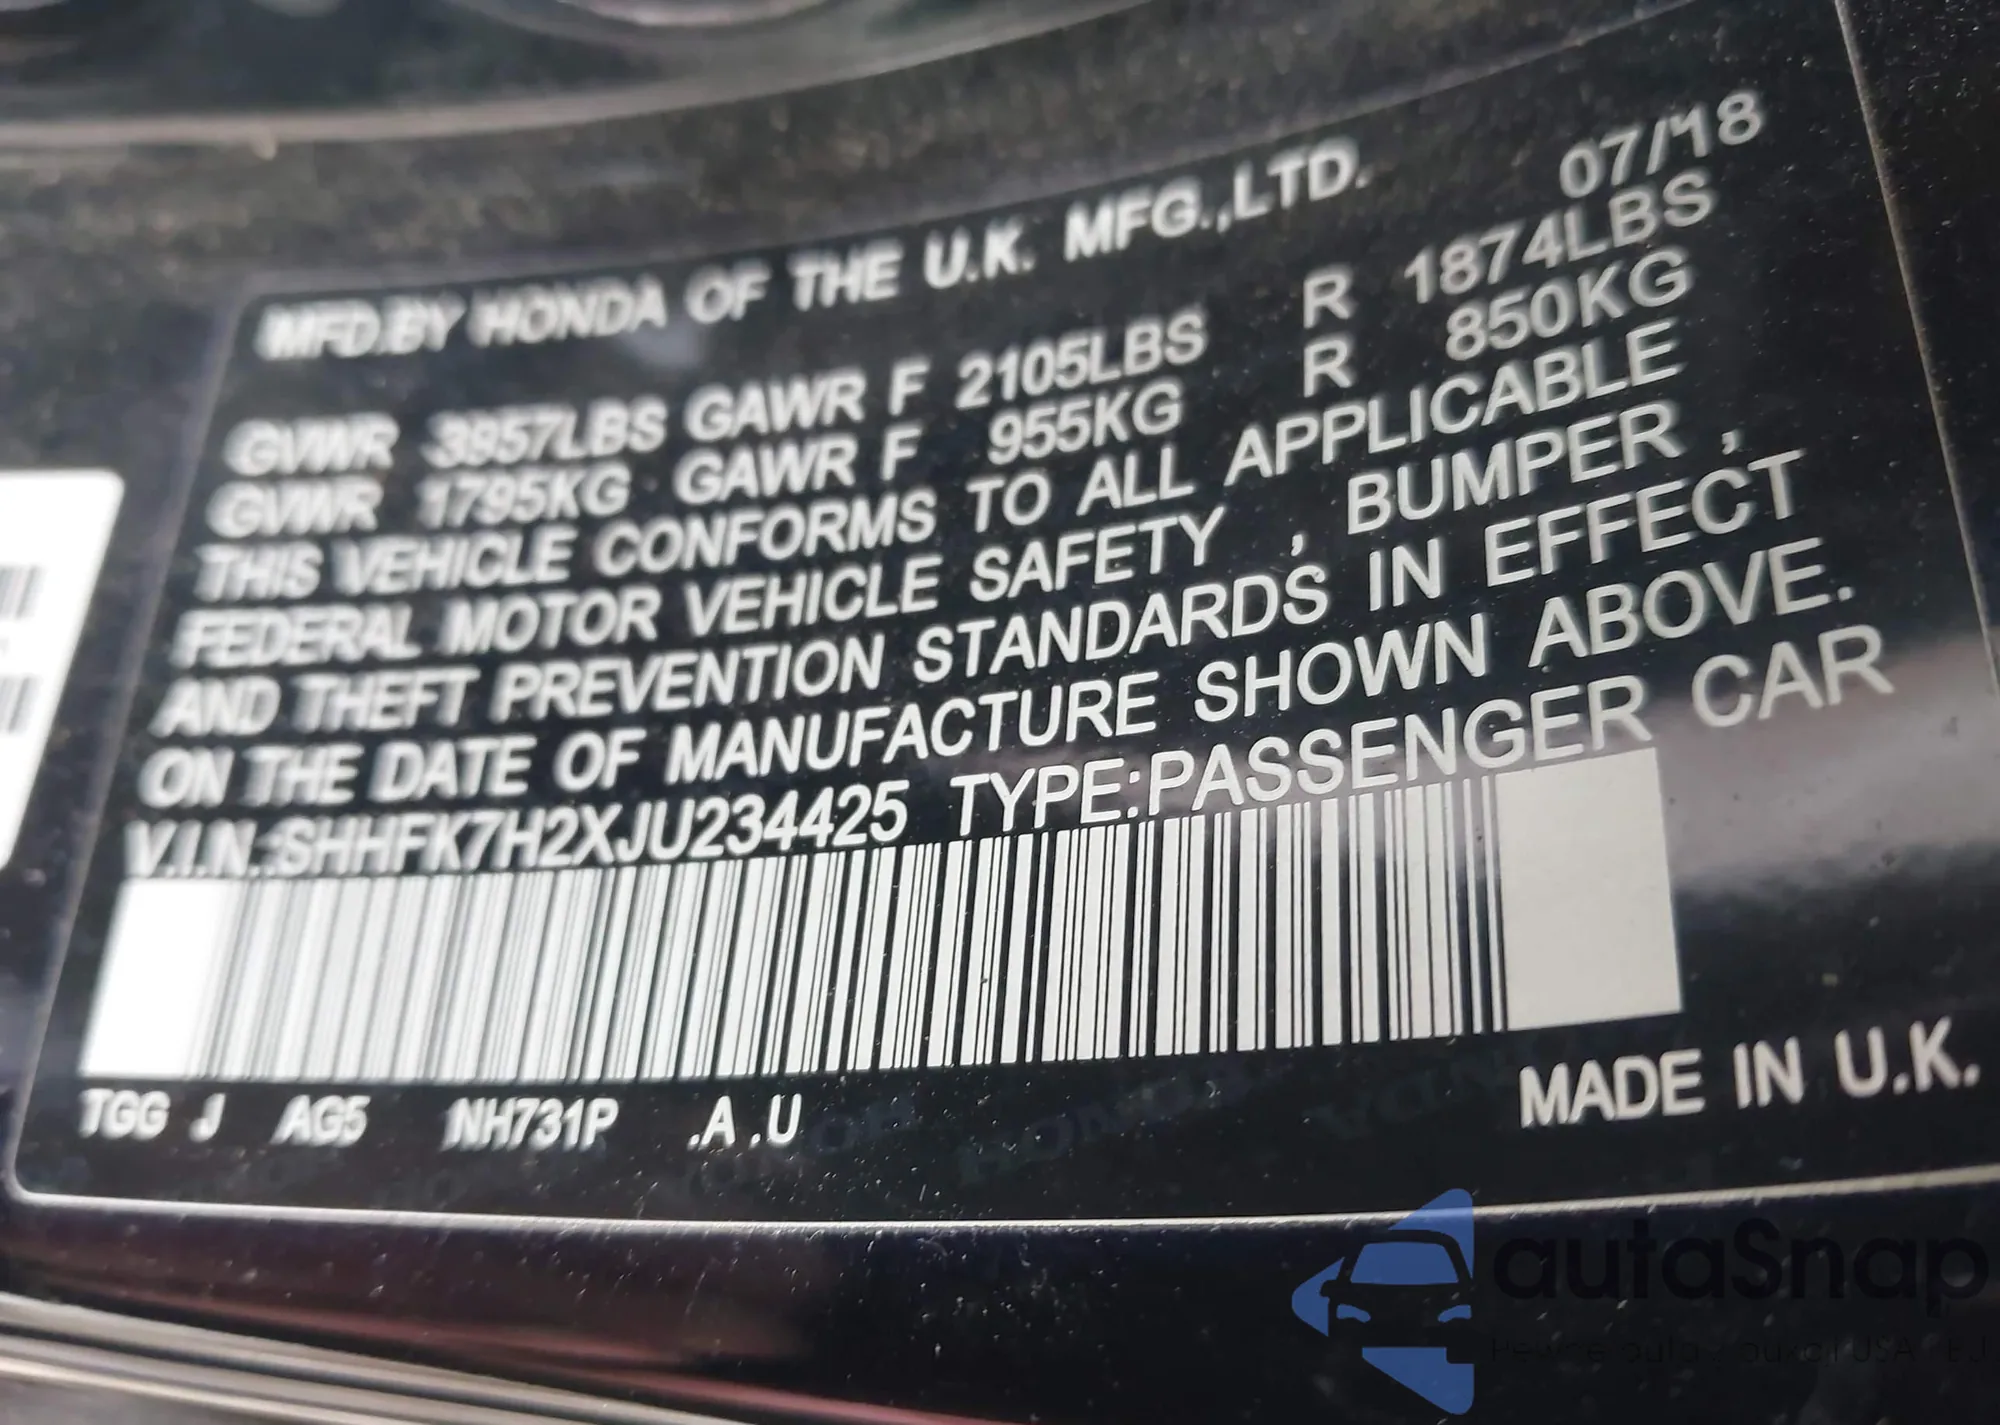 07/18
MFD.BY HONDA OF THE U.K. MFG.,LTD.
GVWR 3957LBS GAWR F 2105LBS R 1874LBS
GVWR 1795KG GAWR F 955KG R 850KG
THIS VEHICLE CONFORMS TO ALL APPLICABLE
FEDERAL MOTOR VEHICLE SAFETY , BUMPER ,
AND THEFT PREVENTION STANDARDS IN EFFECT
ON THE DATE OF MANUFACTURE SHOWN ABOVE.
V.I.N.:SHHFK7H2XJU234425 TYPE:PASSENGER CAR
TGG J AG5 NH731P .A .U
MADE IN U.K.
autaSnap
USA